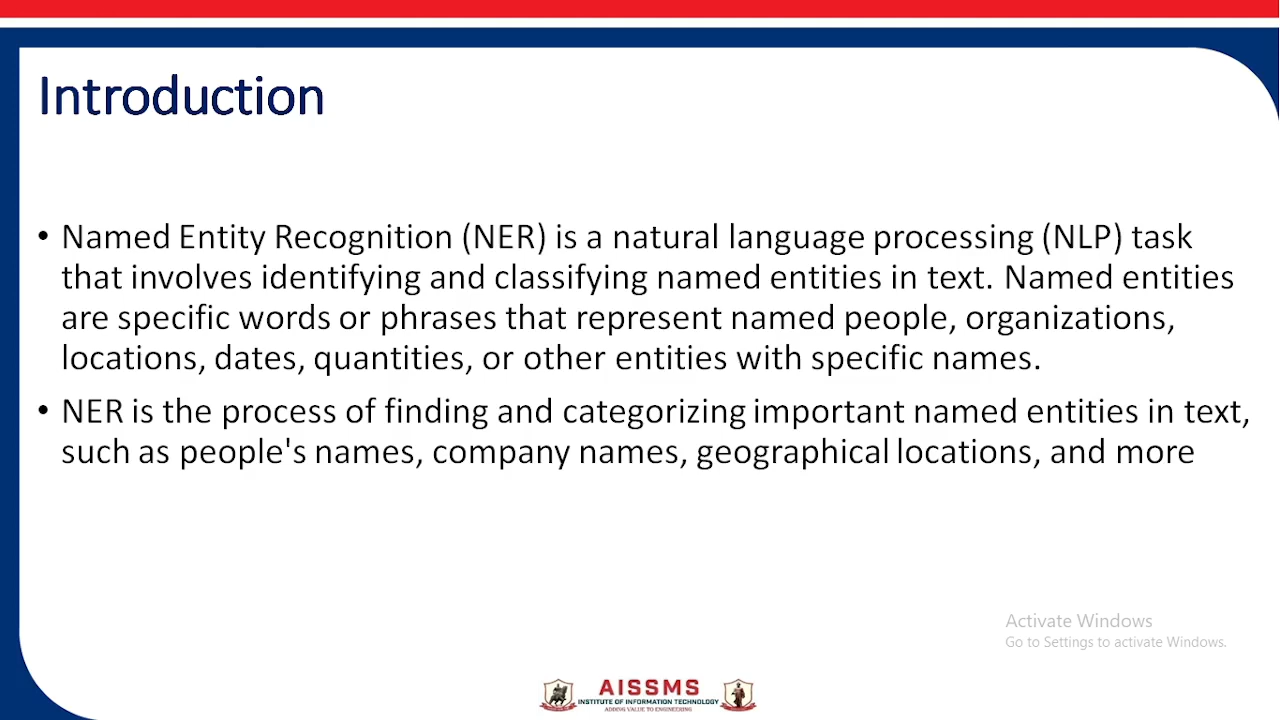 Introduction
• Named Entity Recognition (NER) is a natural language processing (NLP) task
that involves identifying and classifying named entities in text. Named entities
are specific words or phrases that represent named people, organizations,
locations, dates, quantities, or other entities with specific names.
• NER is the process of finding and categorizing important named entities in text,
such as people's names, company names, geographical locations, and more
Activate Windows
Go to Settings to activate Windows.
AISSMS
INSTITUTE OF INFORMATION TECHNOLOGY
ADDING VALUE TO ENGINEERING